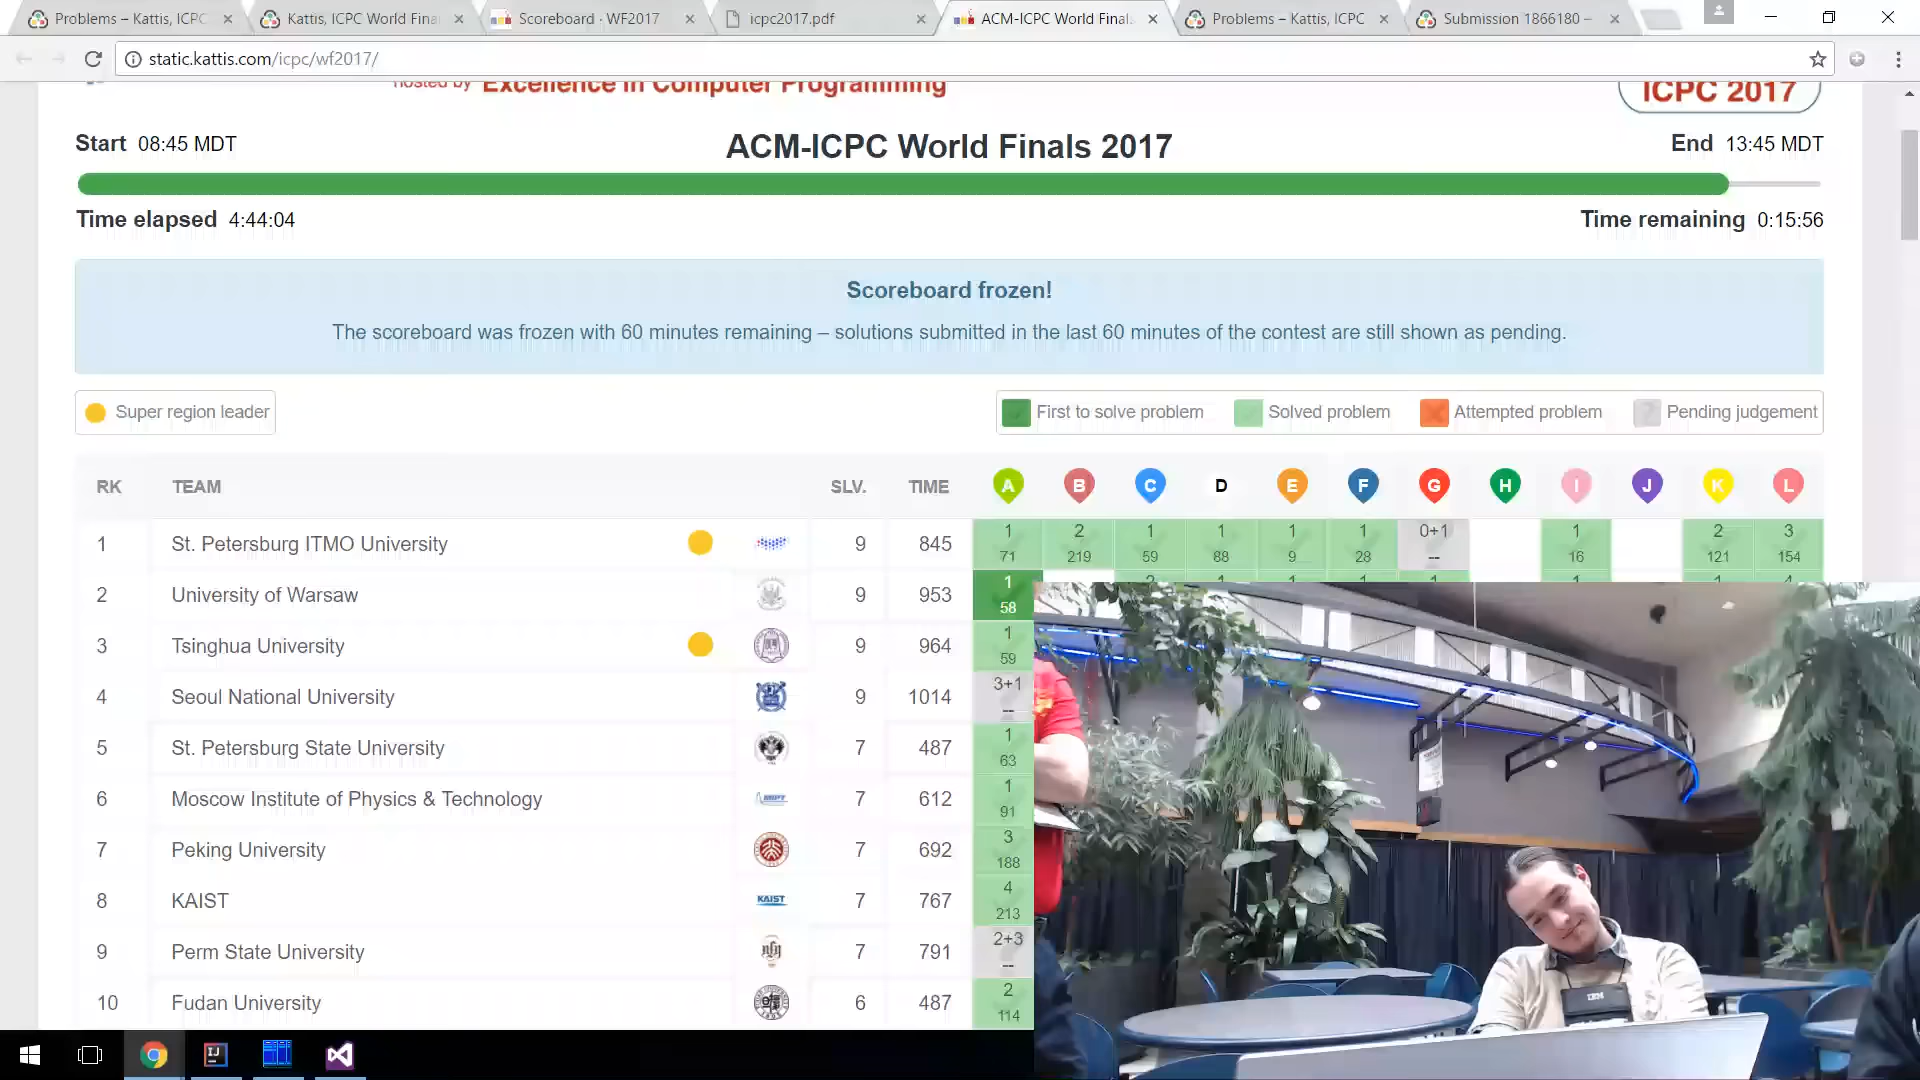 Problems – Kattis, ICPC
Kattis, ICPC World Fina
Scoreboard · WF2017
icpc2017.pdf
ACM-ICPC World Finals
Problems – Kattis, ICPC
Submission 1866180 –
static.kattis.com/icpc/wf2017/
hosted by Excellence in Computer Programming
ICPC 2017
Start 08:45 MDT
ACM-ICPC World Finals 2017
End 13:45 MDT
Time elapsed 4:44:04
Time remaining 0:15:56
Scoreboard frozen!
The scoreboard was frozen with 60 minutes remaining – solutions submitted in the last 60 minutes of the contest are still shown as pending.
Super region leader
First to solve problem
Solved problem
Attempted problem
? Pending judgement
RK TEAM SLV. TIME A B C D E F G H I J K L
1 St. Petersburg ITMO University 9 845
1 2 1 1 1 1 0+1 1 2 3
71 219 59 88 9 28 -- 16 121 154
2 University of Warsaw 9 953
1
58
3 Tsinghua University 9 964
1
59
4 Seoul National University 9 1014
3+1
--
5 St. Petersburg State University 7 487
1
63
6 Moscow Institute of Physics & Technology 7 612
1
91
7 Peking University 7 692
3
188
8 KAIST KAIST 7 767
4
213
9 Perm State University 7 791
2+3
--
10 Fudan University 6 487
2
114
IBM
IJ